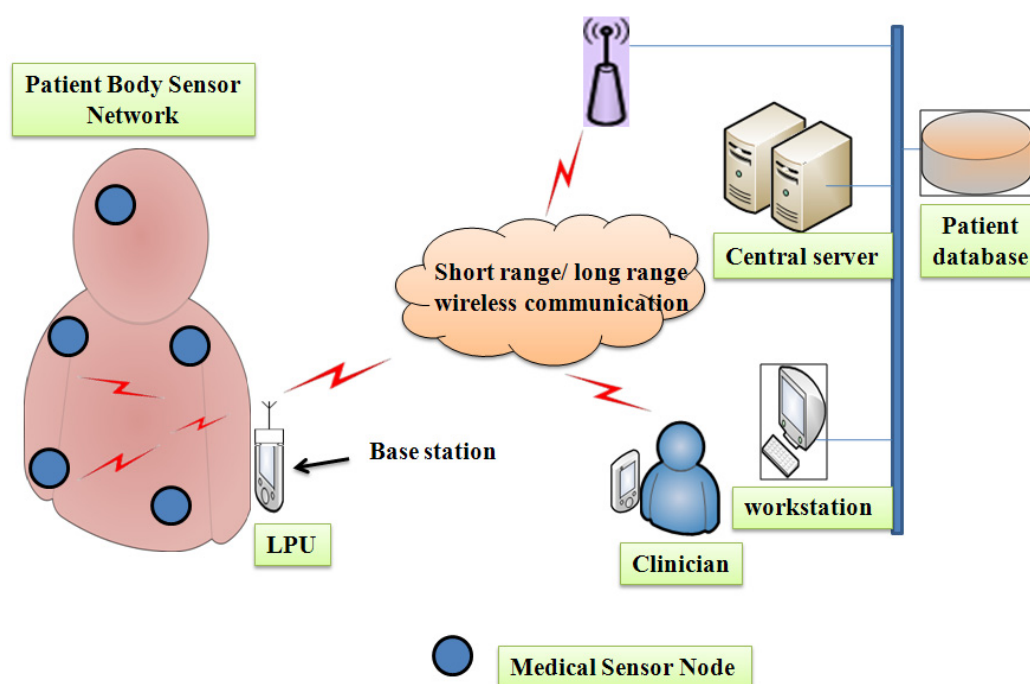 Patient Body Sensor
Network
Short range/ long range
wireless communication
Central server
Patient
database
Base station
LPU
workstation
Clinician
Medical Sensor Node